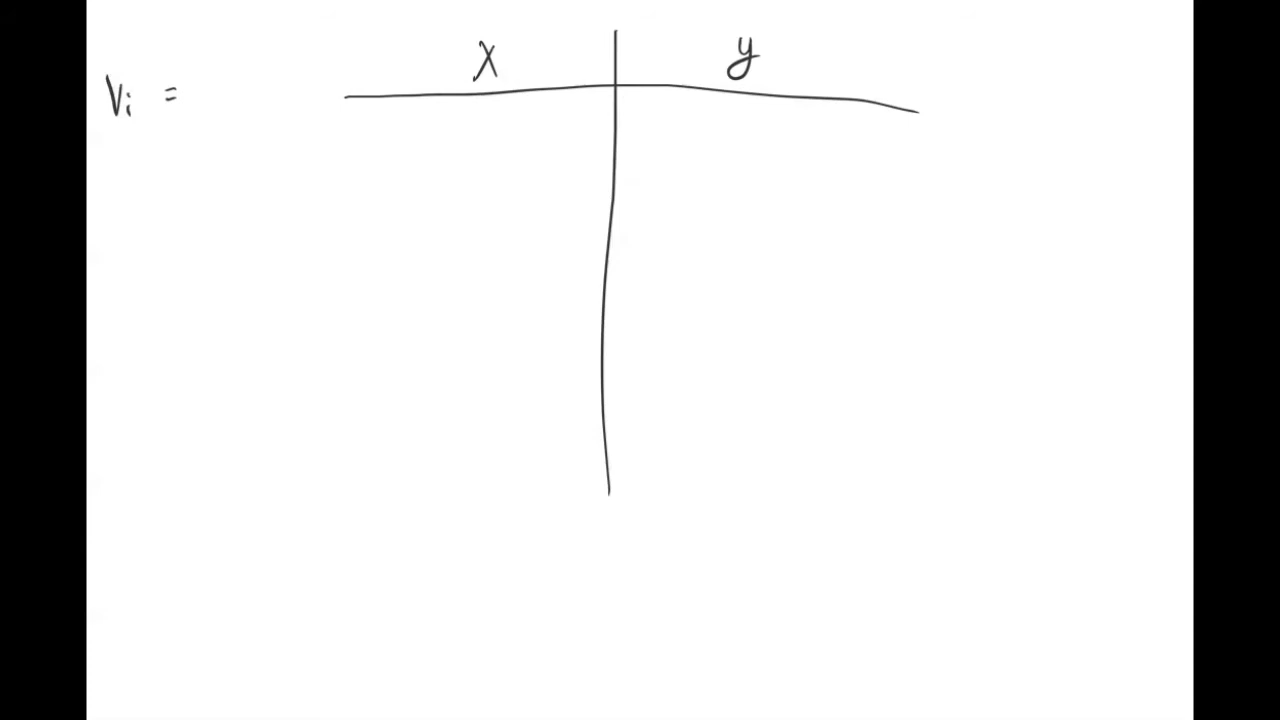 x y
Vi =